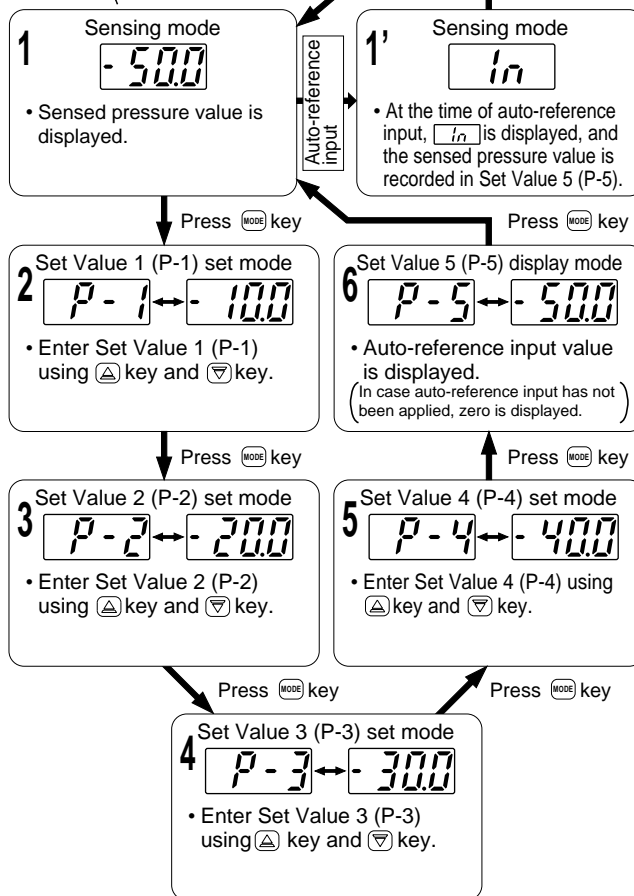 1
Sensing mode
- 50.0
• Sensed pressure value is
displayed.
Auto-reference
input
1'
Sensing mode
In
• At the time of auto-reference
input, In is displayed, and
the sensed pressure value is
recorded in Set Value 5 (P-5).
Press MODE key
Press MODE key
2
Set Value 1 (P-1) set mode
P - 1 ↔ - 10.0
• Enter Set Value 1 (P-1)
using △ key and ▽ key.
6
Set Value 5 (P-5) display mode
P - 5 ↔ - 50.0
• Auto-reference input value
is displayed.
(In case auto-reference input has not
been applied, zero is displayed.)
Press MODE key
Press MODE key
3
Set Value 2 (P-2) set mode
P - 2 ↔ - 20.0
• Enter Set Value 2 (P-2)
using △ key and ▽ key.
5
Set Value 4 (P-4) set mode
P - 4 ↔ - 40.0
• Enter Set Value 4 (P-4) using
△ key and ▽ key.
Press MODE key
Press MODE key
4
Set Value 3 (P-3) set mode
P - 3 ↔ - 30.0
• Enter Set Value 3 (P-3)
using △ key and ▽ key.